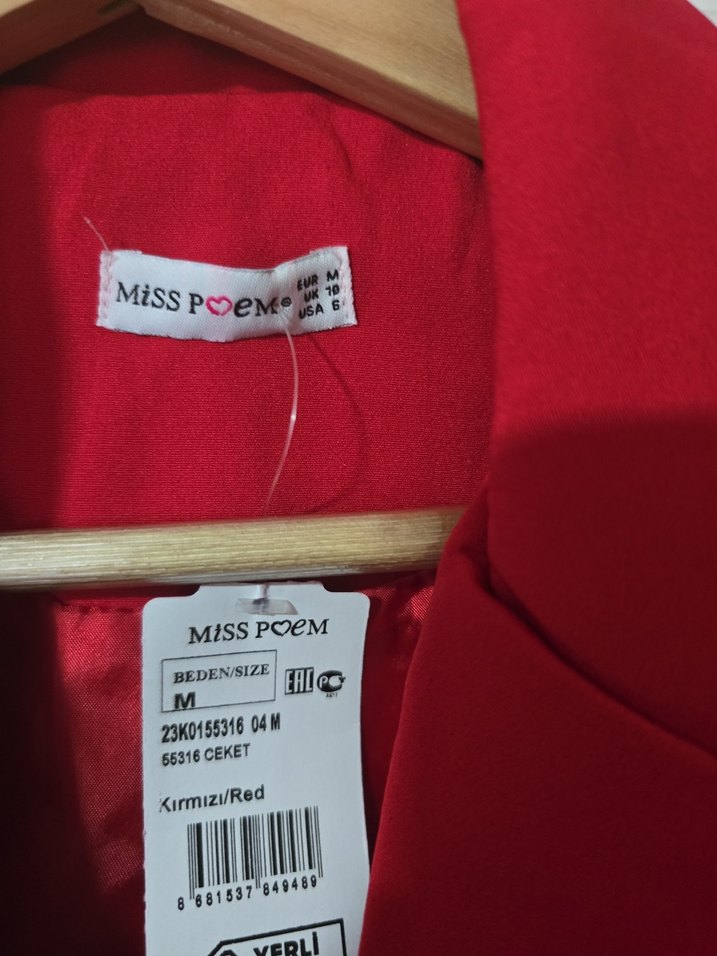 MiSS POEM®
EUR M
UK 10
USA 6
MiSS POEM
BEDEN/SIZE
M
EAC
23K0155316 04 M
55316 CEKET
Kırmızı/Red
8 681537 849489
YERLİ